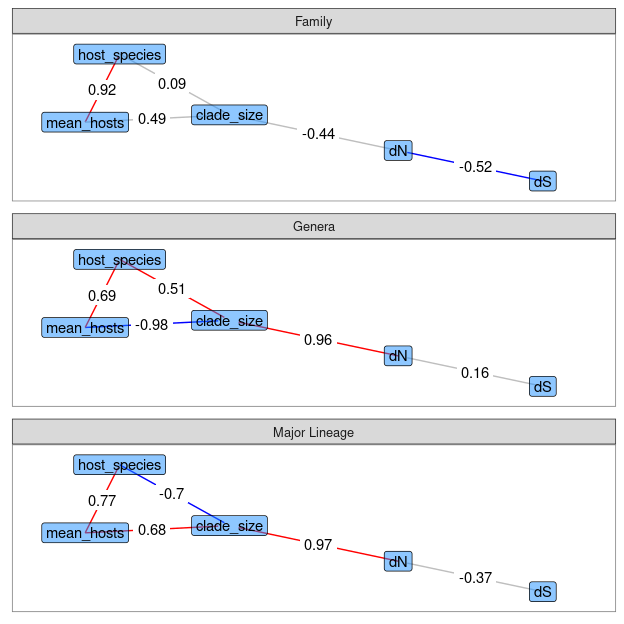 Family
host_species
0.92
0.09
mean_hosts
0.49
clade_size
-0.44
dN
-0.52
dS
Genera
host_species
0.69
0.51
mean_hosts
-0.98
clade_size
0.96
dN
0.16
dS
Major Lineage
host_species
0.77
-0.7
mean_hosts
0.68
clade_size
0.97
dN
-0.37
dS